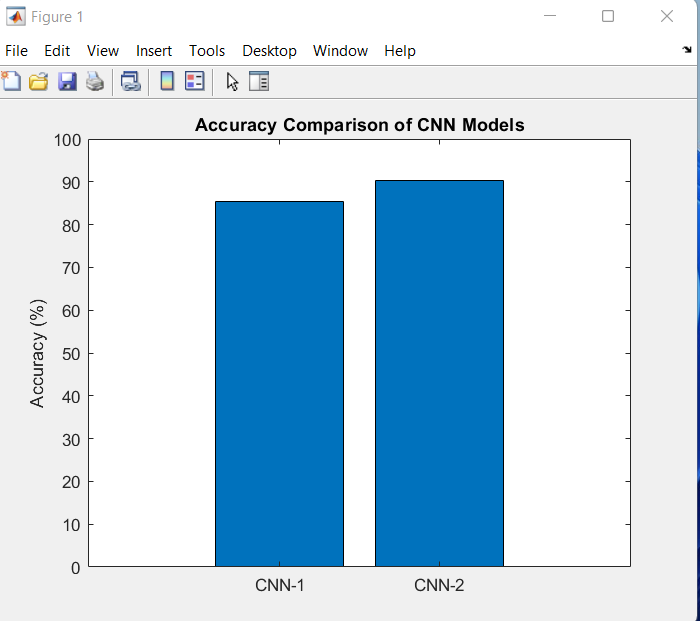 Figure 1
File Edit View Insert Tools Desktop Window Help
Accuracy Comparison of CNN Models
100
90
80
70
60
50
40
30
20
10
0
Accuracy (%)
CNN-1 CNN-2